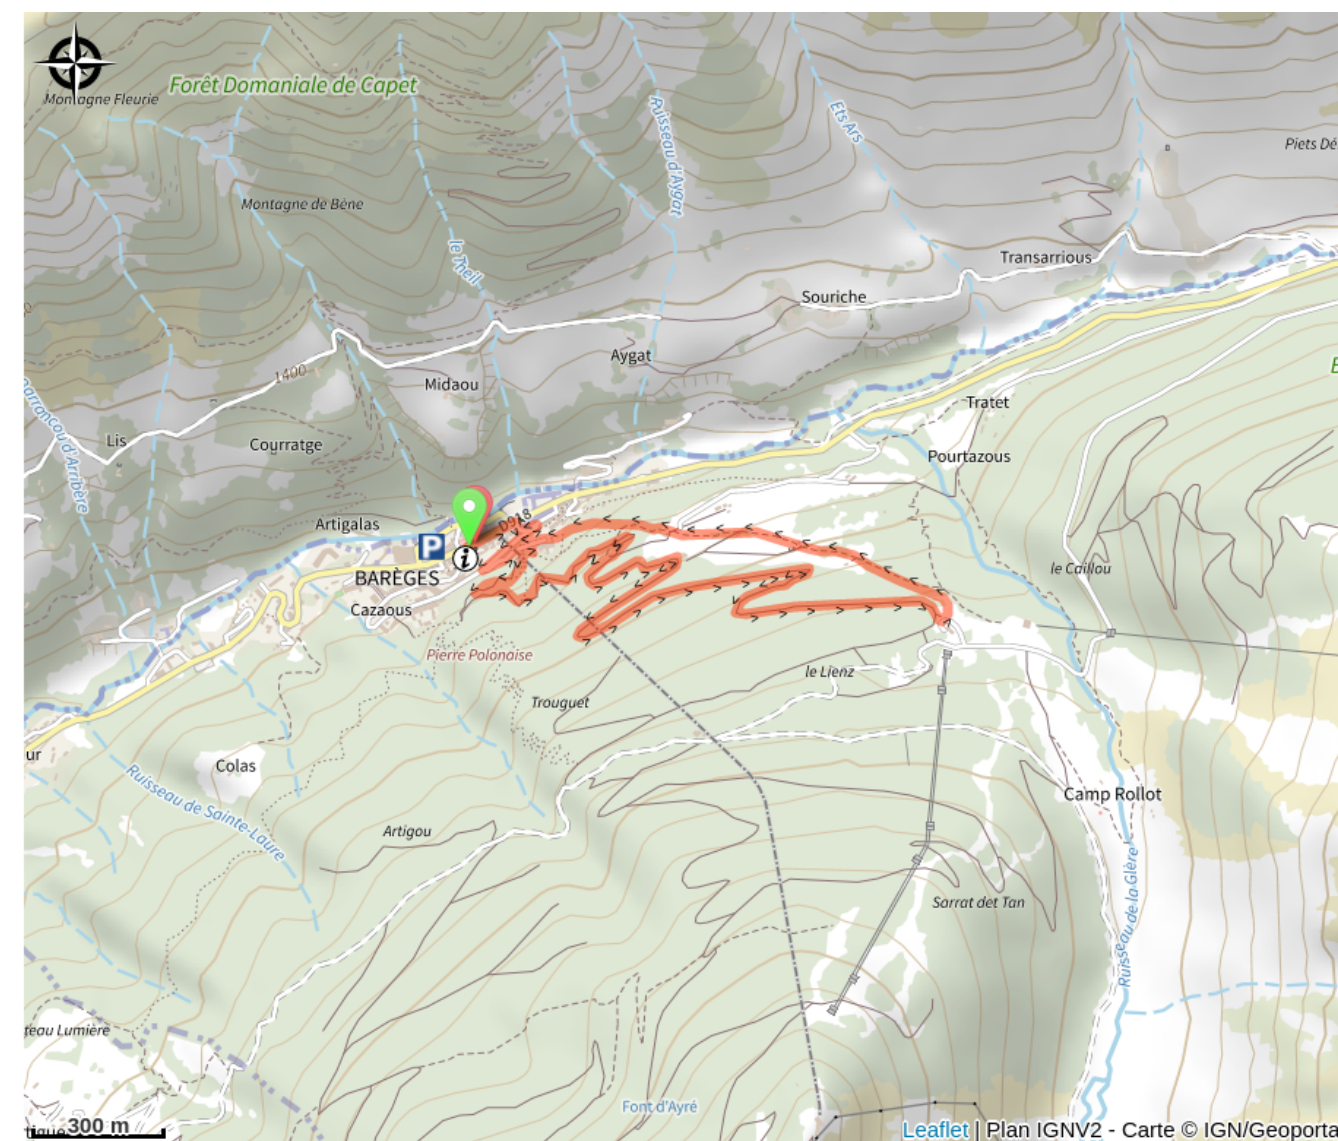 Forêt Domaniale de Capet
Montagne Fleurie
Ruisseau d'Aygat
Ets Ars
Piets Dé
Montagne de Bène
le Theil
Transarrious
Souriche
Aygat
1400
Midaou
Tratet
Lis
Courratge
Pourtazous
D918
Artigalas
P
i
BARÈGES
le Caillou
Cazaous
Pierre Polonaise
le Lienz
Trouguet
ur
Colas
Ruisseau de Sainte-Laure
Camp Rollot
Artigou
Sarrat det Tan
Ruisseau de la Glère
teau Lumière
Font d'Ayré
300 m
Leaflet | Plan IGNV2 - Carte © IGN/Geoporta